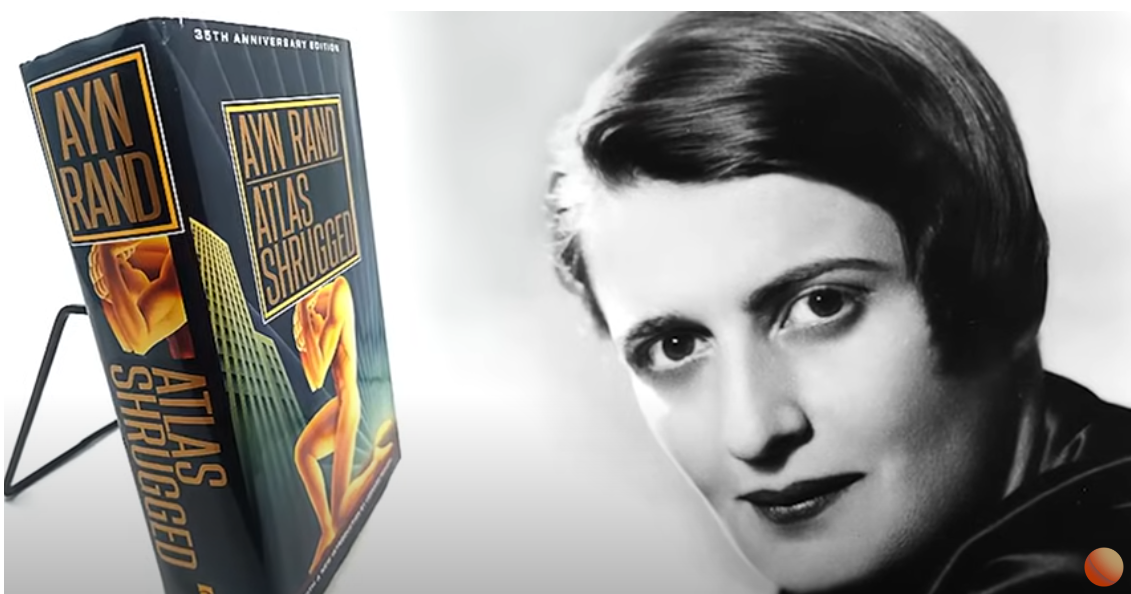 AYN
RAND
ATLAS
SHRUGGED
35TH ANNIVERSARY EDITION
AYN RAND
ATLAS
SHRUGGED